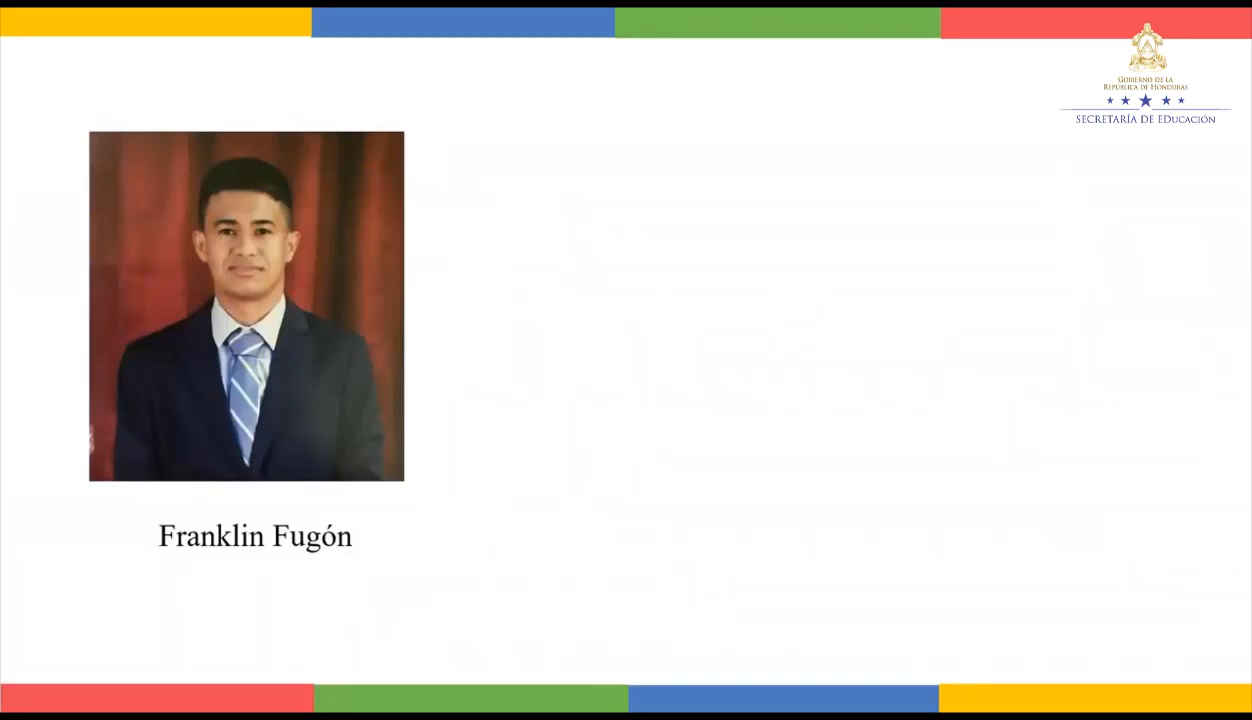 GOBIERNO DE LA
REPÚBLICA DE HONDURAS
SECRETARÍA DE EDUCACIÓN
Franklin Fugón